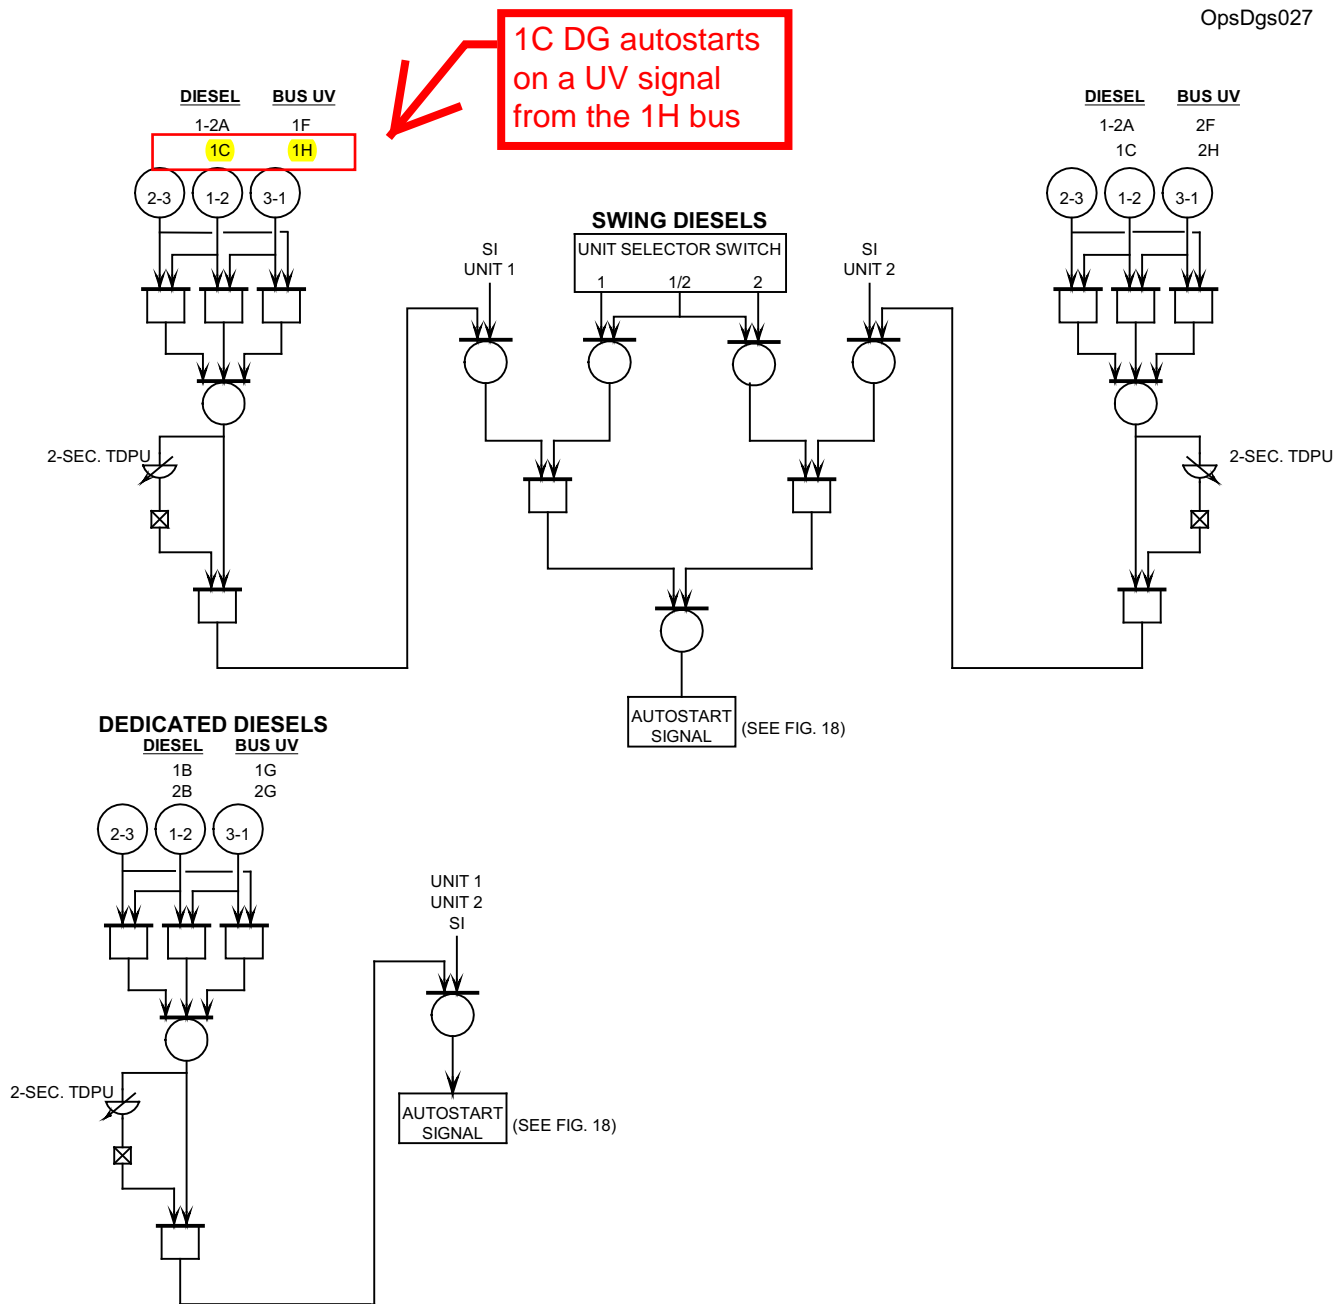 OpsDgs027
1C DG autostarts
on a UV signal
from the 1H bus
DIESEL BUS UV
1-2A 1F
1C 1H
2-3 1-2 3-1
DIESEL BUS UV
1-2A 2F
1C 2H
2-3 1-2 3-1
SWING DIESELS
UNIT SELECTOR SWITCH
1 1/2 2
SI
UNIT 1
SI
UNIT 2
2-SEC. TDPU
2-SEC. TDPU
AUTOSTART
SIGNAL
(SEE FIG. 18)
DEDICATED DIESELS
DIESEL BUS UV
1B 1G
2B 2G
2-3 1-2 3-1
UNIT 1
UNIT 2
SI
2-SEC. TDPU
AUTOSTART
SIGNAL
(SEE FIG. 18)